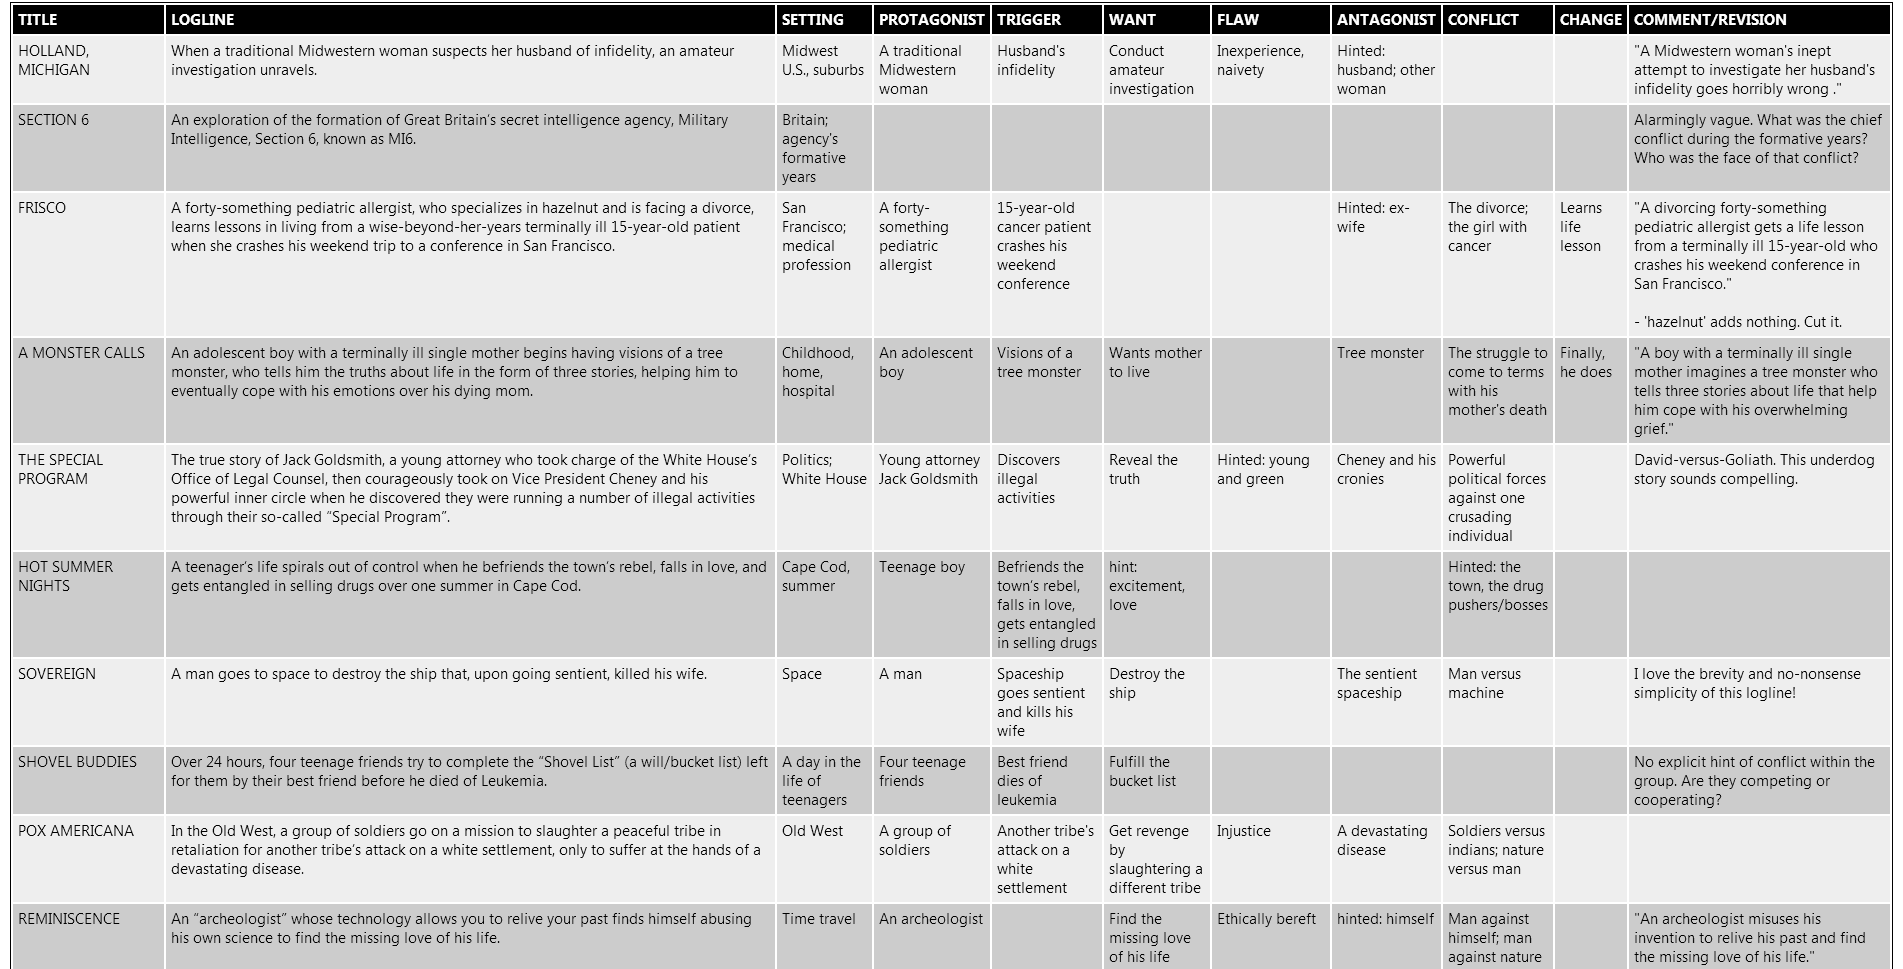 TITLE LOGLINE SETTING PROTAGONIST TRIGGER WANT FLAW ANTAGONIST CONFLICT CHANGE COMMENT/REVISION
HOLLAND,
MICHIGAN
When a traditional Midwestern woman suspects her husband of infidelity, an amateur
investigation unravels.
Midwest
U.S., suburbs
A traditional
Midwestern
woman
Husband's
infidelity
Conduct
amateur
investigation
Inexperience,
naivety
Hinted:
husband; other
woman
"A Midwestern woman's inept
attempt to investigate her husband's
infidelity goes horribly wrong ."
SECTION 6
An exploration of the formation of Great Britain's secret intelligence agency, Military
Intelligence, Section 6, known as MI6.
Britain;
agency's
formative
years
Alarmingly vague. What was the chief
conflict during the formative years?
Who was the face of that conflict?
FRISCO
A forty-something pediatric allergist, who specializes in hazelnut and is facing a divorce,
learns lessons in living from a wise-beyond-her-years terminally ill 15-year-old patient
when she crashes his weekend trip to a conference in San Francisco.
San
Francisco;
medical
profession
A forty-
something
pediatric
allergist
15-year-old
cancer patient
crashes his
weekend
conference
Hinted: ex-
wife
The divorce;
the girl with
cancer
Learns
life
lesson
"A divorcing forty-something
pediatric allergist gets a life lesson
from a terminally ill 15-year-old who
crashes his weekend conference in
San Francisco."
- 'hazelnut' adds nothing. Cut it.
A MONSTER CALLS
An adolescent boy with a terminally ill single mother begins having visions of a tree
monster, who tells him the truths about life in the form of three stories, helping him to
eventually cope with his emotions over his dying mom.
Childhood,
home,
hospital
An adolescent
boy
Visions of a
tree monster
Wants mother
to live
Tree monster
The struggle to
come to terms
with his
mother's death
Finally,
he does
"A boy with a terminally ill single
mother imagines a tree monster who
tells three stories about life that help
him cope with his overwhelming
grief."
THE SPECIAL
PROGRAM
The true story of Jack Goldsmith, a young attorney who took charge of the White House's
Office of Legal Counsel, then courageously took on Vice President Cheney and his
powerful inner circle when he discovered they were running a number of illegal activities
through their so-called “Special Program”.
Politics;
White House
Young attorney
Jack Goldsmith
Discovers
illegal
activities
Reveal the
truth
Hinted: young
and green
Cheney and his
cronies
Powerful
political forces
against one
crusading
individual
David-versus-Goliath. This underdog
story sounds compelling.
HOT SUMMER
NIGHTS
A teenager's life spirals out of control when he befriends the town's rebel, falls in love, and
gets entangled in selling drugs over one summer in Cape Cod.
Cape Cod,
summer
Teenage boy
Befriends the
town's rebel,
falls in love,
gets entangled
in selling drugs
hint:
excitement,
love
Hinted: the
town, the drug
pushers/bosses
SOVEREIGN
A man goes to space to destroy the ship that, upon going sentient, killed his wife.
Space
A man
Spaceship
goes sentient
and kills his
wife
Destroy the
ship
The sentient
spaceship
Man versus
machine
I love the brevity and no-nonsense
simplicity of this logline!
SHOVEL BUDDIES
Over 24 hours, four teenage friends try to complete the “Shovel List” (a will/bucket list) left
for them by their best friend before he died of Leukemia.
A day in the
life of
teenagers
Four teenage
friends
Best friend
dies of
leukemia
Fulfill the
bucket list
No explicit hint of conflict within the
group. Are they competing or
cooperating?
POX AMERICANA
In the Old West, a group of soldiers go on a mission to slaughter a peaceful tribe in
retaliation for another tribe's attack on a white settlement, only to suffer at the hands of a
devastating disease.
Old West
A group of
soldiers
Another tribe's
attack on a
white
settlement
Get revenge
by
slaughtering a
different tribe
Injustice
A devastating
disease
Soldiers versus
indians; nature
versus man
REMINISCENCE
An “archeologist” whose technology allows you to relive your past finds himself abusing
his own science to find the missing love of his life.
Time travel
An archeologist
Find the
missing love
of his life
Ethically bereft
hinted: himself
Man against
himself; man
against nature
"An archeologist misuses his
invention to relive his past and find
the missing love of his life."